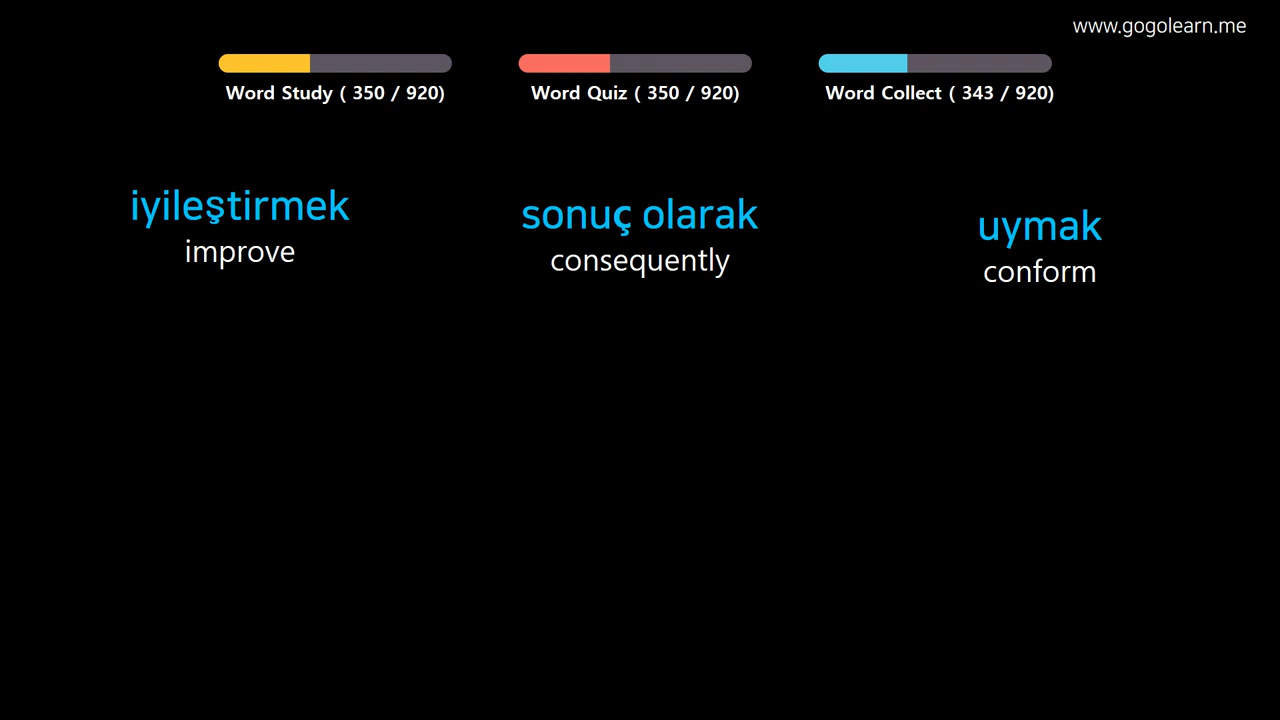 www.gogolearn.me
Word Study ( 350 / 920)
Word Quiz ( 350 / 920)
Word Collect ( 343 / 920)
iyileştirmek
improve
sonuç olarak
consequently
uymak
conform